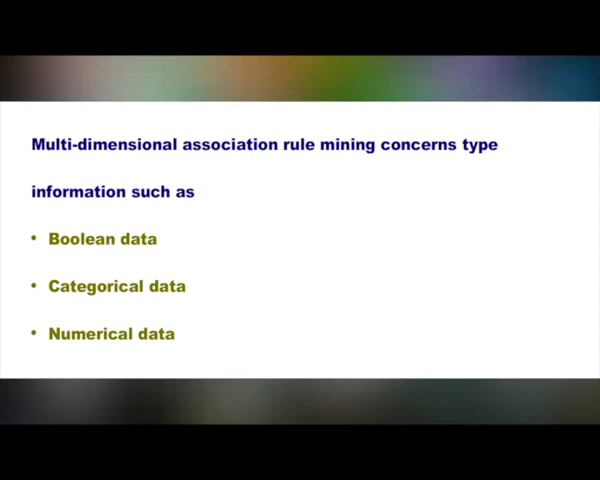 Multi-dimensional association rule mining concerns type
information such as
• Boolean data
• Categorical data
• Numerical data